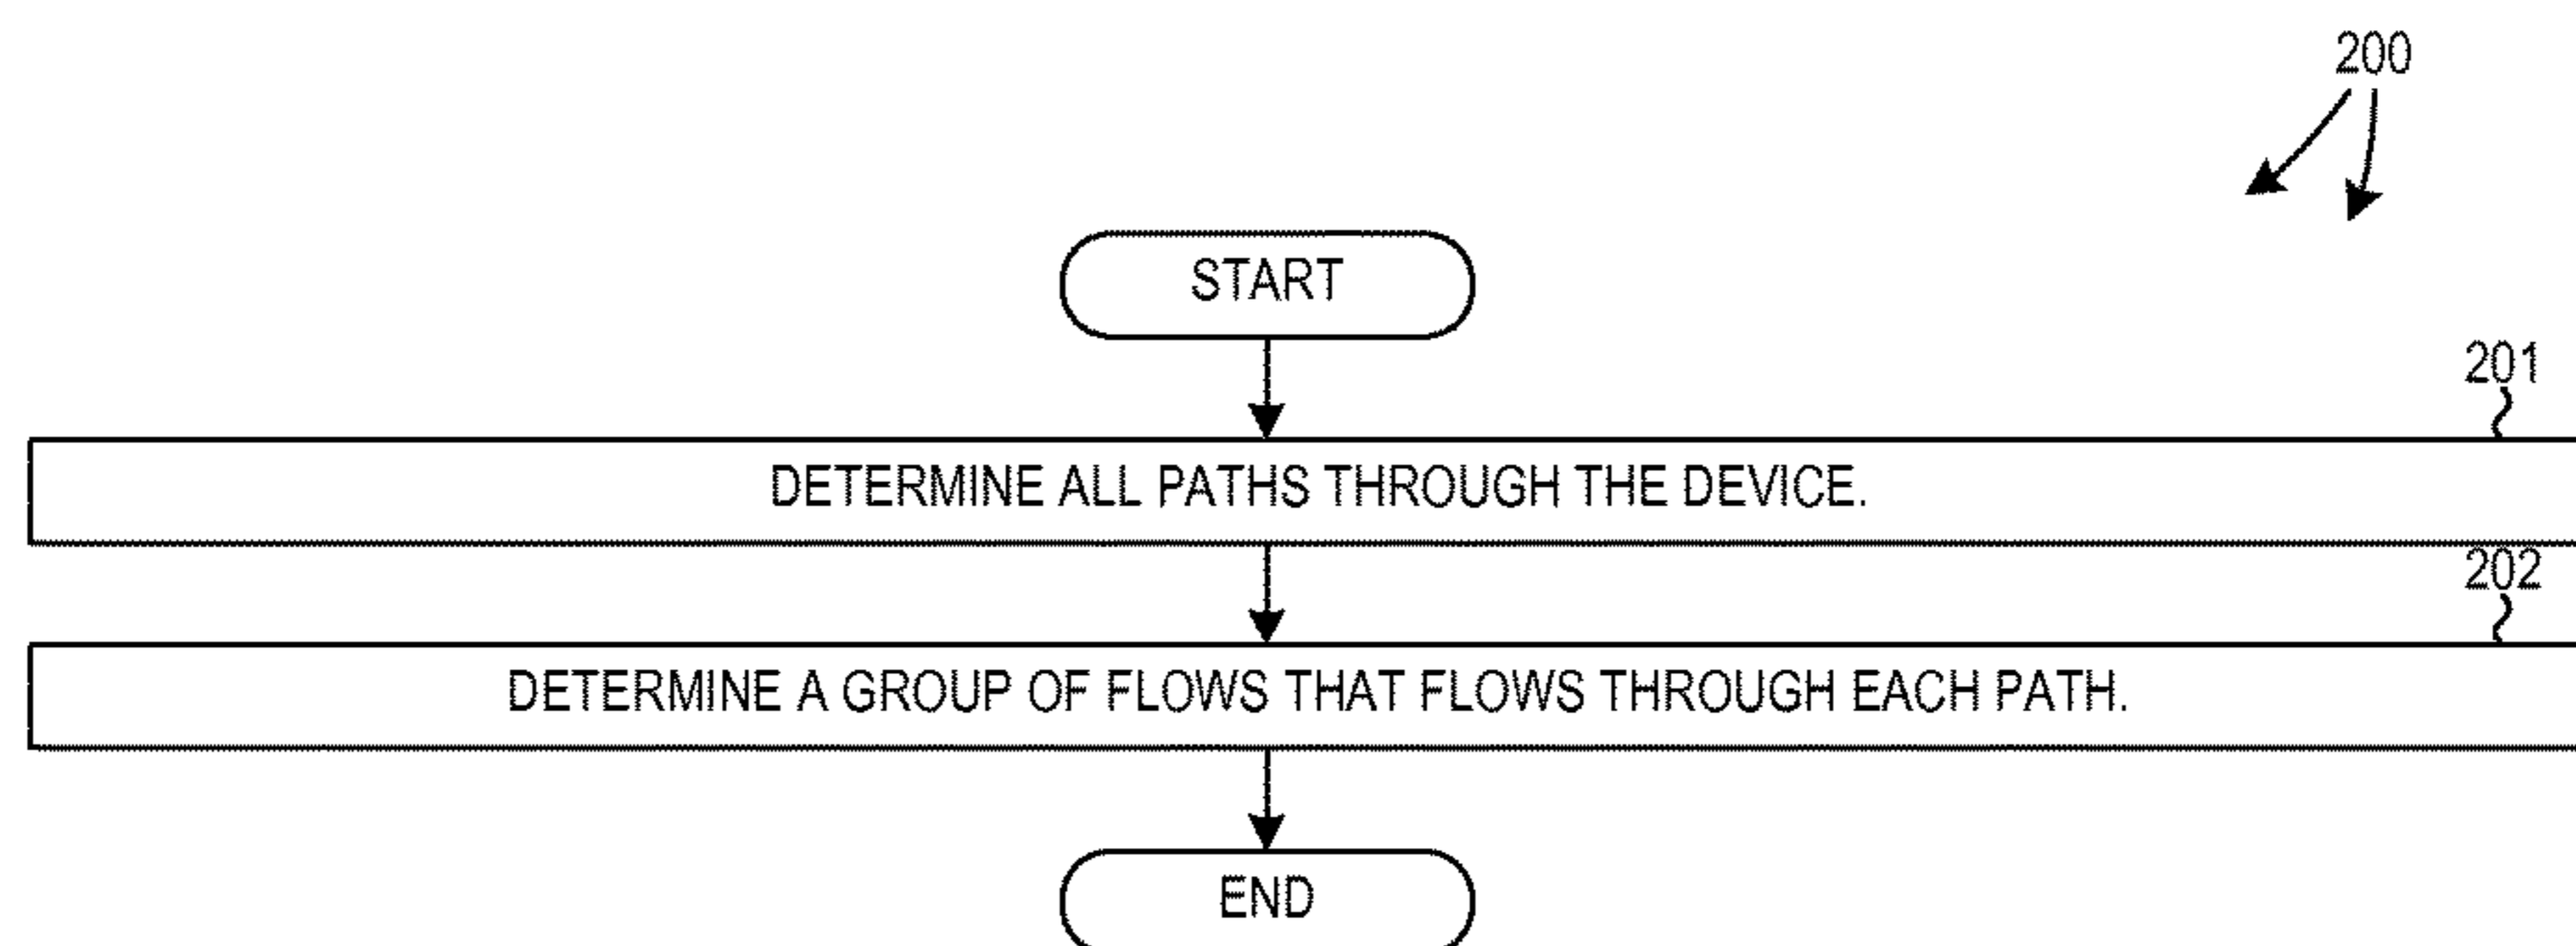 200
START
201
DETERMINE ALL PATHS THROUGH THE DEVICE.
202
DETERMINE A GROUP OF FLOWS THAT FLOWS THROUGH EACH PATH.
END